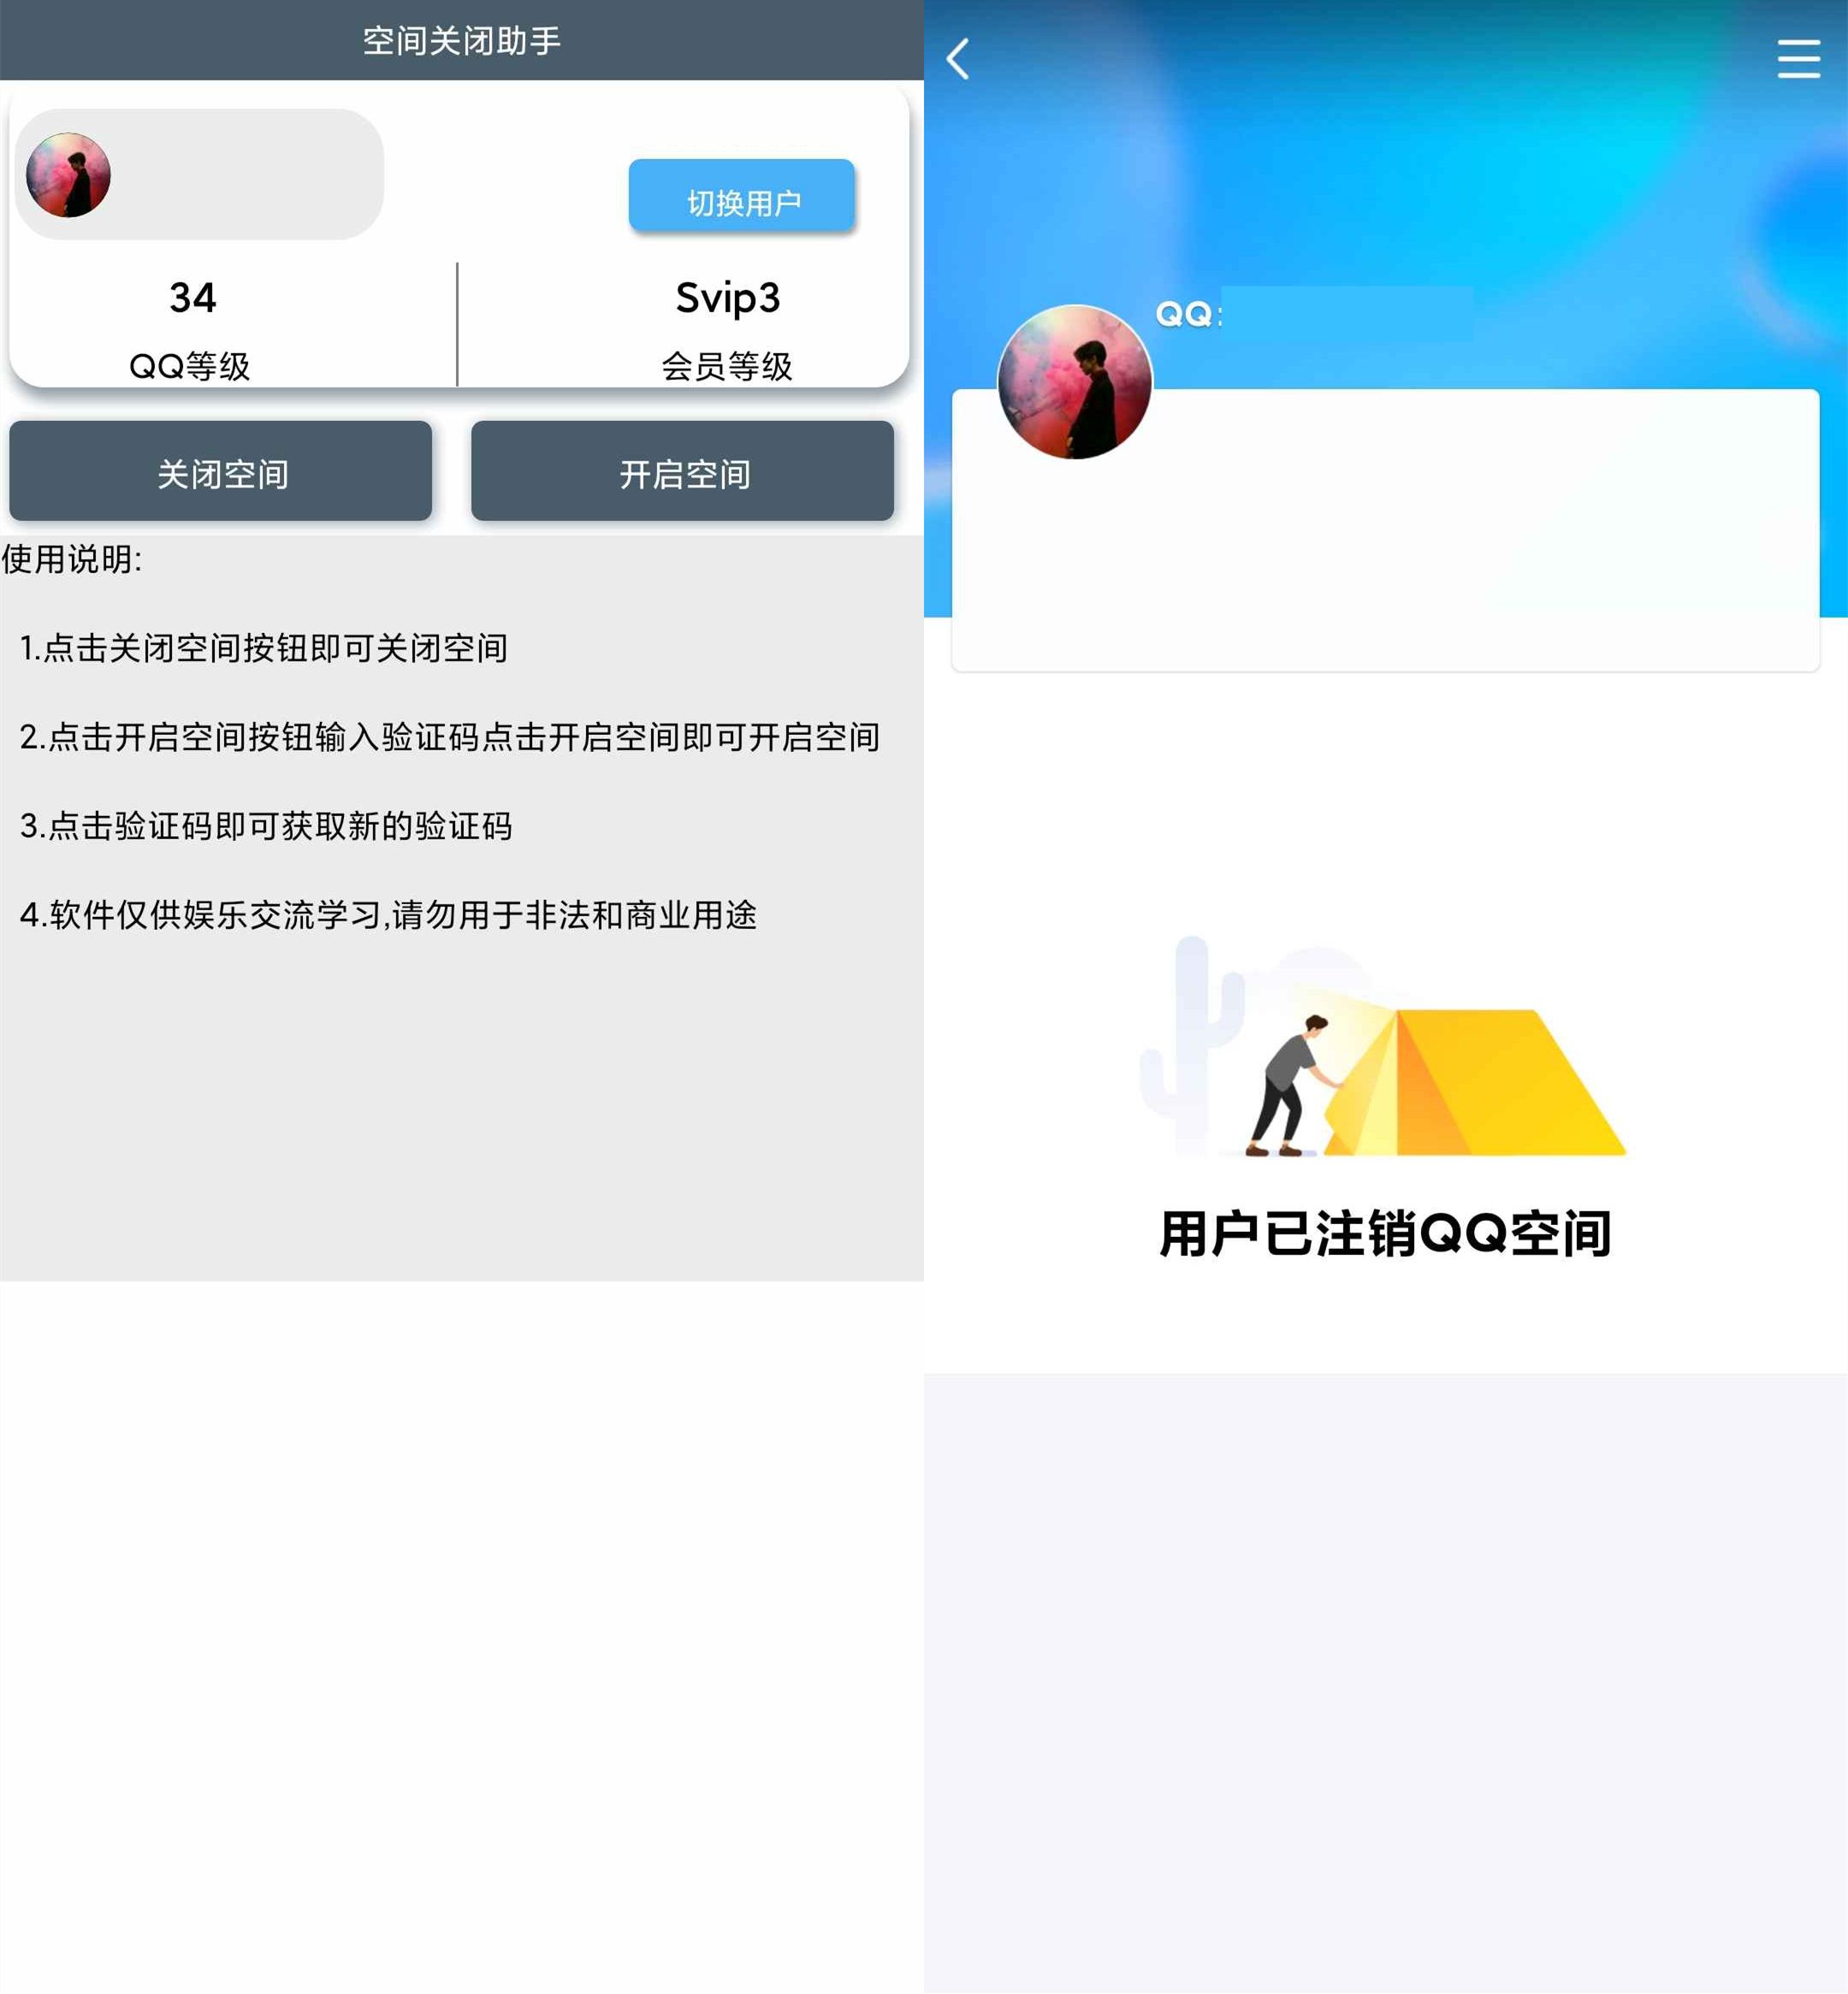 空间关闭助手
切换用户
34
Svip3
QQ等级
会员等级
关闭空间
开启空间
使用说明:
1.点击关闭空间按钮即可关闭空间
2.点击开启空间按钮输入验证码点击开启空间即可开启空间
3.点击验证码即可获取新的验证码
4.软件仅供娱乐交流学习,请勿用于非法和商业用途
QQ:
用户已注销QQ空间